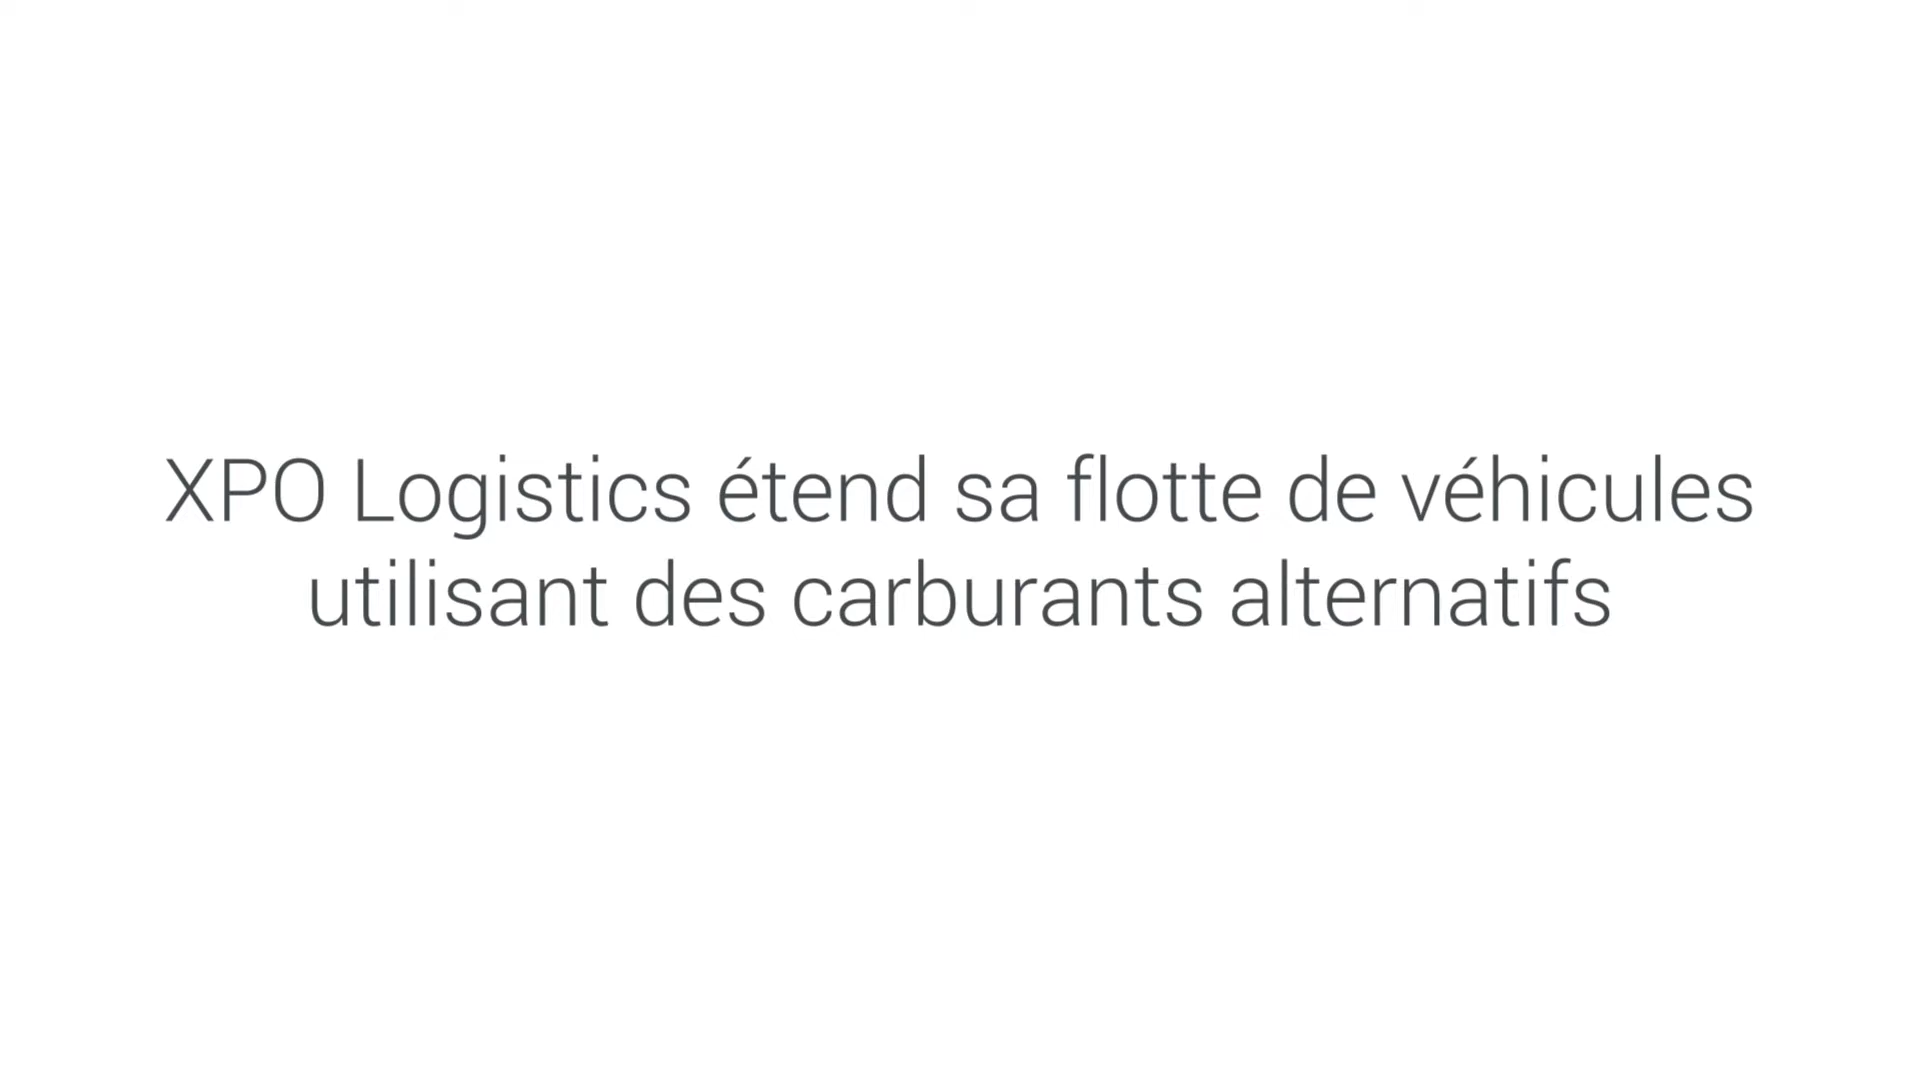 XPO Logistics étend sa flotte de véhicules
utilisant des carburants alternatifs